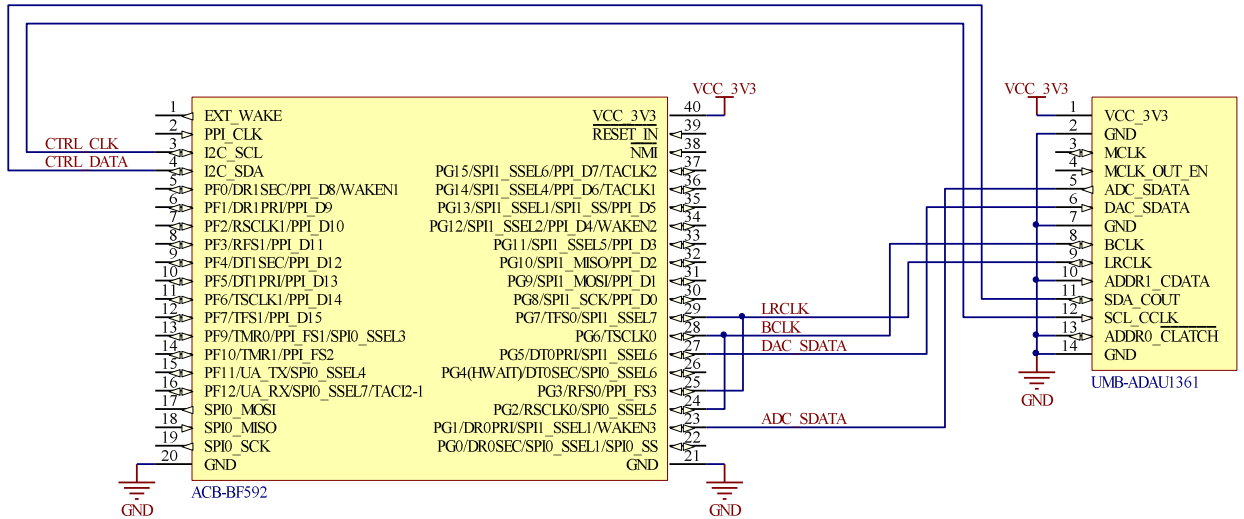 VCC_3V3
VCC_3V3
1 EXT_WAKE
VCC_3V3 40
1 VCC_3V3
2 PPI_CLK
RESET_IN 39
2 GND
CTRL_CLK
3 I2C_SCL
NMI 38
3 MCLK
CTRL_DATA
4 I2C_SDA
PG15/SPI1_SSEL6/PPI_D7/TACLK2 37
4 MCLK_OUT_EN
5 PF0/DR1SEC/PPI_D8/WAKEN1
PG14/SPI1_SSEL4/PPI_D6/TACLK1 36
5 ADC_SDATA
6 PF1/DR1PRI/PPI_D9
PG13/SPI1_SSEL1/SPI1_SS/PPI_D5 35
6 DAC_SDATA
7 PF2/RSCLK1/PPI_D10
PG12/SPI1_SSEL2/PPI_D4/WAKEN2 34
7 GND
8 PF3/RFS1/PPI_D11
PG11/SPI1_SSEL5/PPI_D3 33
8 BCLK
9 PF4/DT1SEC/PPI_D12
PG10/SPI1_MISO/PPI_D2 32
9 LRCLK
10 PF5/DT1PRI/PPI_D13
PG9/SPI1_MOSI/PPI_D1 31
10 ADDR1_CDATA
11 PF6/TSCLK1/PPI_D14
PG8/SPI1_SCK/PPI_D0 30
11 SDA_COUT
12 PF7/TFS1/PPI_D15
PG7/TFS0/SPI1_SSEL7 29
LRCLK
12 SCL_CCLK
13 PF9/TMR0/PPI_FS1/SPI0_SSEL3
PG6/TSCLK0 28
BCLK
13 ADDR0_CLATCH
14 PF10/TMR1/PPI_FS2
PG5/DT0PRI/SPI1_SSEL6 27
DAC_SDATA
14 GND
15 PF11/UA_TX/SPI0_SSEL4
PG4(HWAIT)/DT0SEC/SPI0_SSEL6 26
UMB-ADAU1361
16 PF12/UA_RX/SPI0_SSEL7/TACI2-1
PG3/RFS0/PPI_FS3 25
GND
17 SPI0_MOSI
PG2/RSCLK0/SPI0_SSEL5 24
18 SPI0_MISO
PG1/DR0PRI/SPI1_SSEL1/WAKEN3 23
ADC_SDATA
19 SPI0_SCK
PG0/DR0SEC/SPI0_SSEL1/SPI0_SS 22
20 GND
GND 21
ACB-BF592
GND
GND